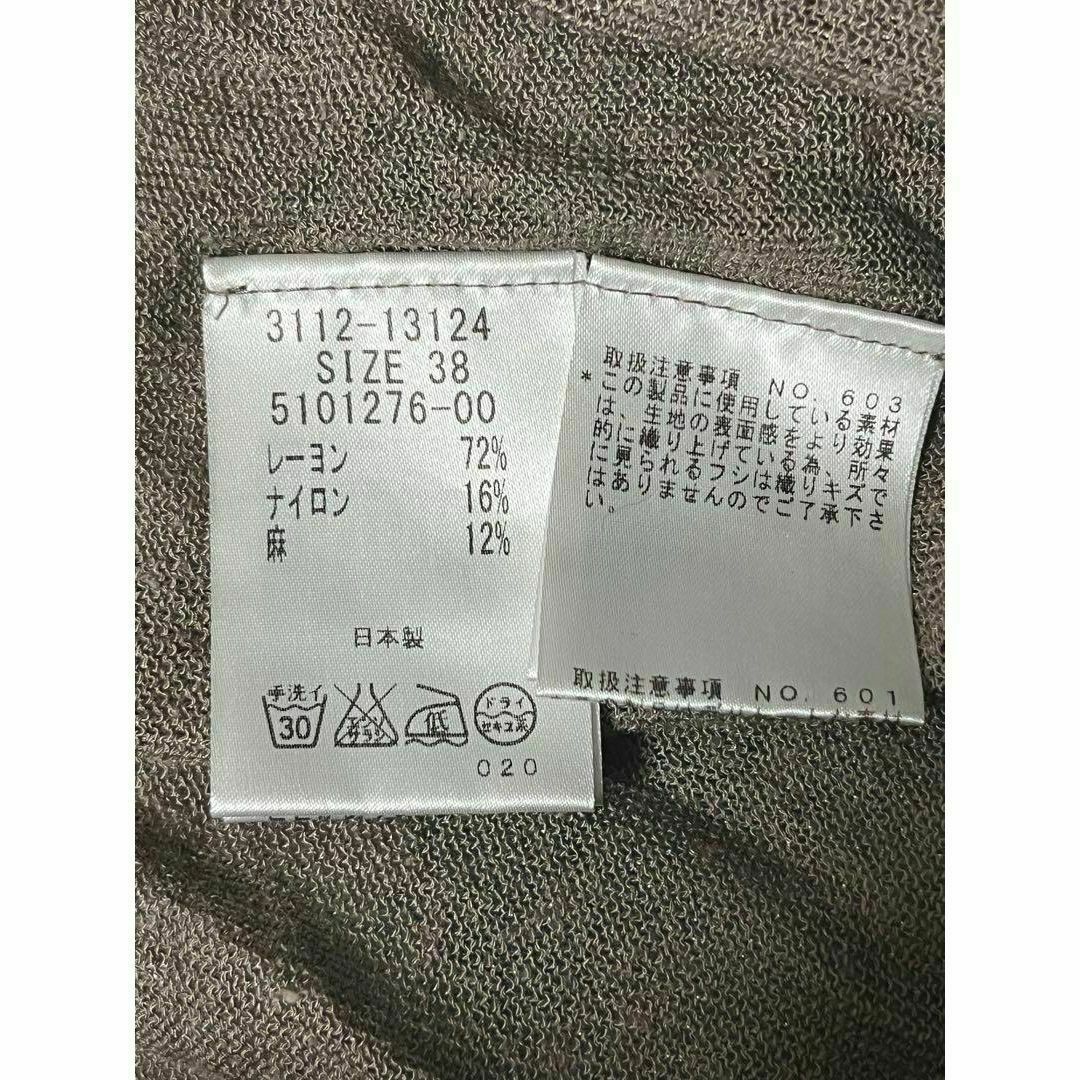 3112-13124
SIZE 38
5101276-00
レーヨン 72%
ナイロン 16%
麻 12%
日本製
手洗イ
30
低
ドライ
セキユ系
020
取扱注意事項 NO. 603
*この製品に使用している素材
は、生地の表面感をより効果
的に織り上げている為、所々
に見られるフシは織りキズで
はありませんのでご了承下さ
い。
取扱注意事項 NO. 601